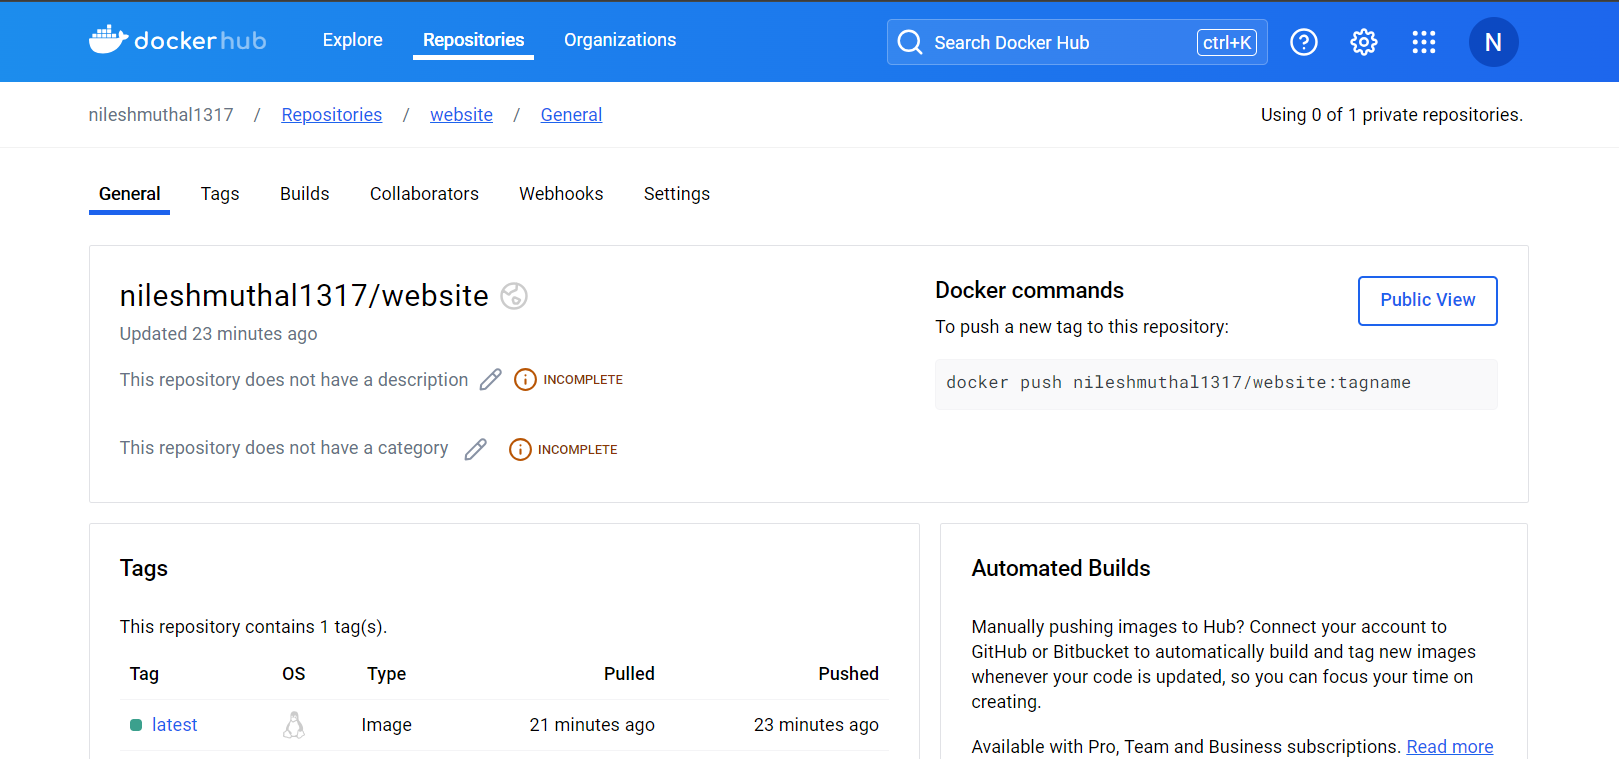 dockerhub Explore Repositories Organizations Search Docker Hub ctrl+K N
nileshmuthal1317 / Repositories / website / General Using 0 of 1 private repositories.
General Tags Builds Collaborators Webhooks Settings
nileshmuthal1317/website
Updated 23 minutes ago
This repository does not have a description INCOMPLETE
This repository does not have a category INCOMPLETE
Docker commands
Public View
To push a new tag to this repository:
docker push nileshmuthal1317/website:tagname
Tags
This repository contains 1 tag(s).
Tag OS Type Pulled Pushed
latest Image 21 minutes ago 23 minutes ago
Automated Builds
Manually pushing images to Hub? Connect your account to
GitHub or Bitbucket to automatically build and tag new images
whenever your code is updated, so you can focus your time on
creating.
Available with Pro, Team and Business subscriptions. Read more